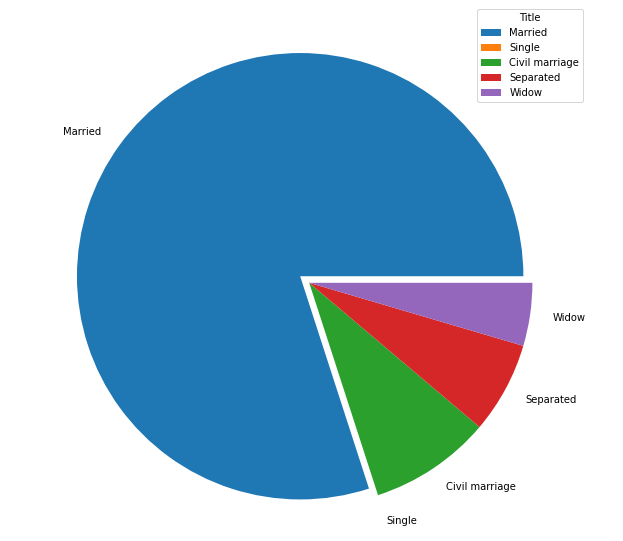 Title
Married
Single
Civil marriage
Separated
Widow
Married
Widow
Separated
Civil marriage
Single